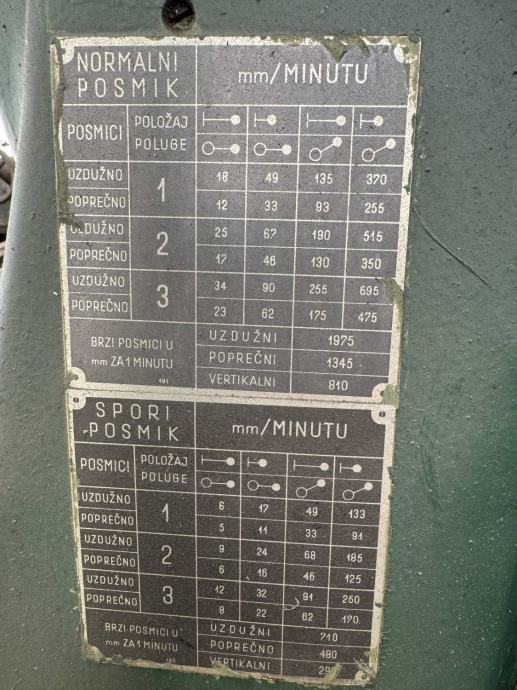 NORMALNI POSMIK mm/MINUTU
POSMICI POLOŽAJ POLUGE
UZDUŽNO 1 18 49 135 370
POPREČNO 12 33 93 255
UZDUŽNO 2 25 67 190 515
POPREČNO 17 46 130 350
UZDUŽNO 3 34 90 255 695
POPREČNO 23 62 175 475
BRZI POSMICI U mm ZA 1 MINUTU
UZDUŽNI 1975
POPREČNI 1345
VERTIKALNI 810
191
SPORI POSMIK mm/MINUTU
POSMICI POLOŽAJ POLUGE
UZDUŽNO 1 6 17 49 133
POPREČNO 5 11 33 91
UZDUŽNO 2 9 24 68 185
POPREČNO 6 16 46 125
UZDUŽNO 3 12 32 91 250
POPREČNO 8 22 62 170
BRZI POSMICI U mm ZA 1 MINUTU
UZDUŽNI 710
POPREČNO 480
VERTIKALNI